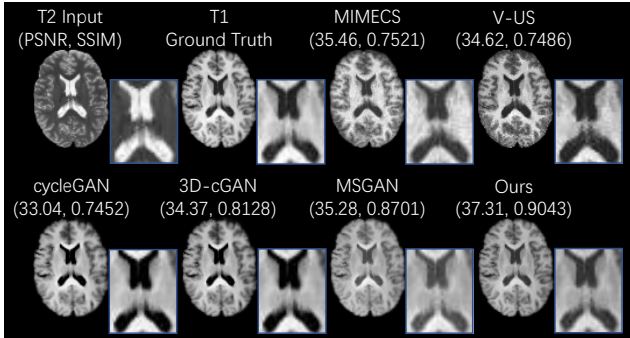 T2 Input
(PSNR, SSIM)
T1
Ground Truth
MIMECS
(35.46, 0.7521)
V-US
(34.62, 0.7486)
cycleGAN
(33.04, 0.7452)
3D-cGAN
(34.37, 0.8128)
MSGAN
(35.28, 0.8701)
Ours
(37.31, 0.9043)